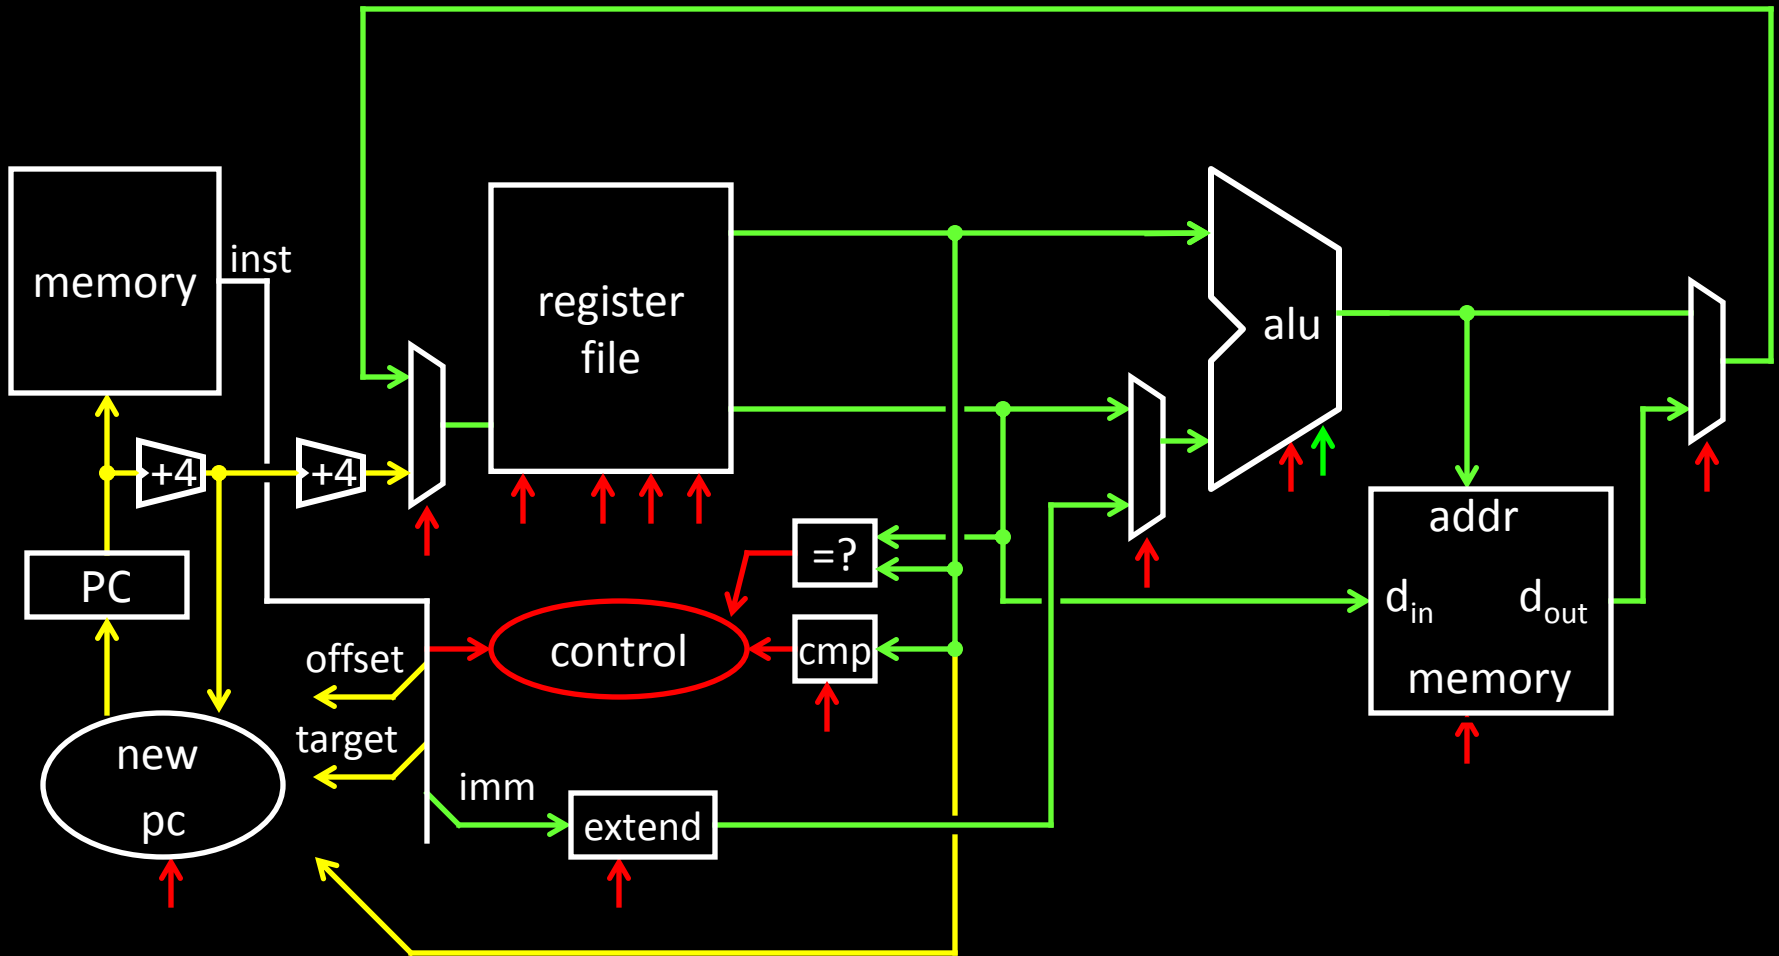 memory
inst
register
file
alu
+4
+4
PC
=?
addr
d_in
d_out
memory
control
cmp
offset
target
new
pc
imm
extend